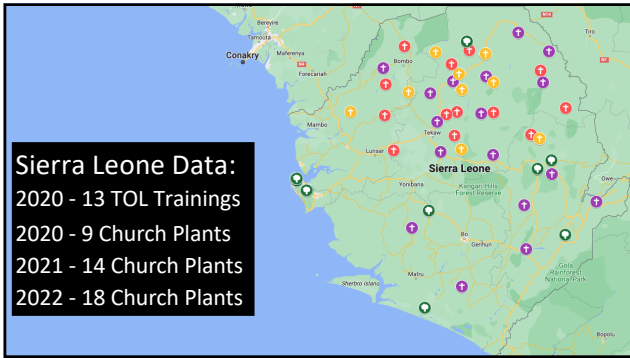 Bereyire
Tamouta
Maferenya
Conakry
Forecariah
Bombo
Tiro
Mambo
Lunsar
Tekaw
Sierra Leone
Yonibana
Kangari Hills
Forest Reserve
Owe
Bo
Gerihun
Matru
Gola
Rainforest
National Park
Sherbro Island
Bopolu
Sierra Leone Data:
2020 - 13 TOL Trainings
2020 - 9 Church Plants
2021 - 14 Church Plants
2022 - 18 Church Plants